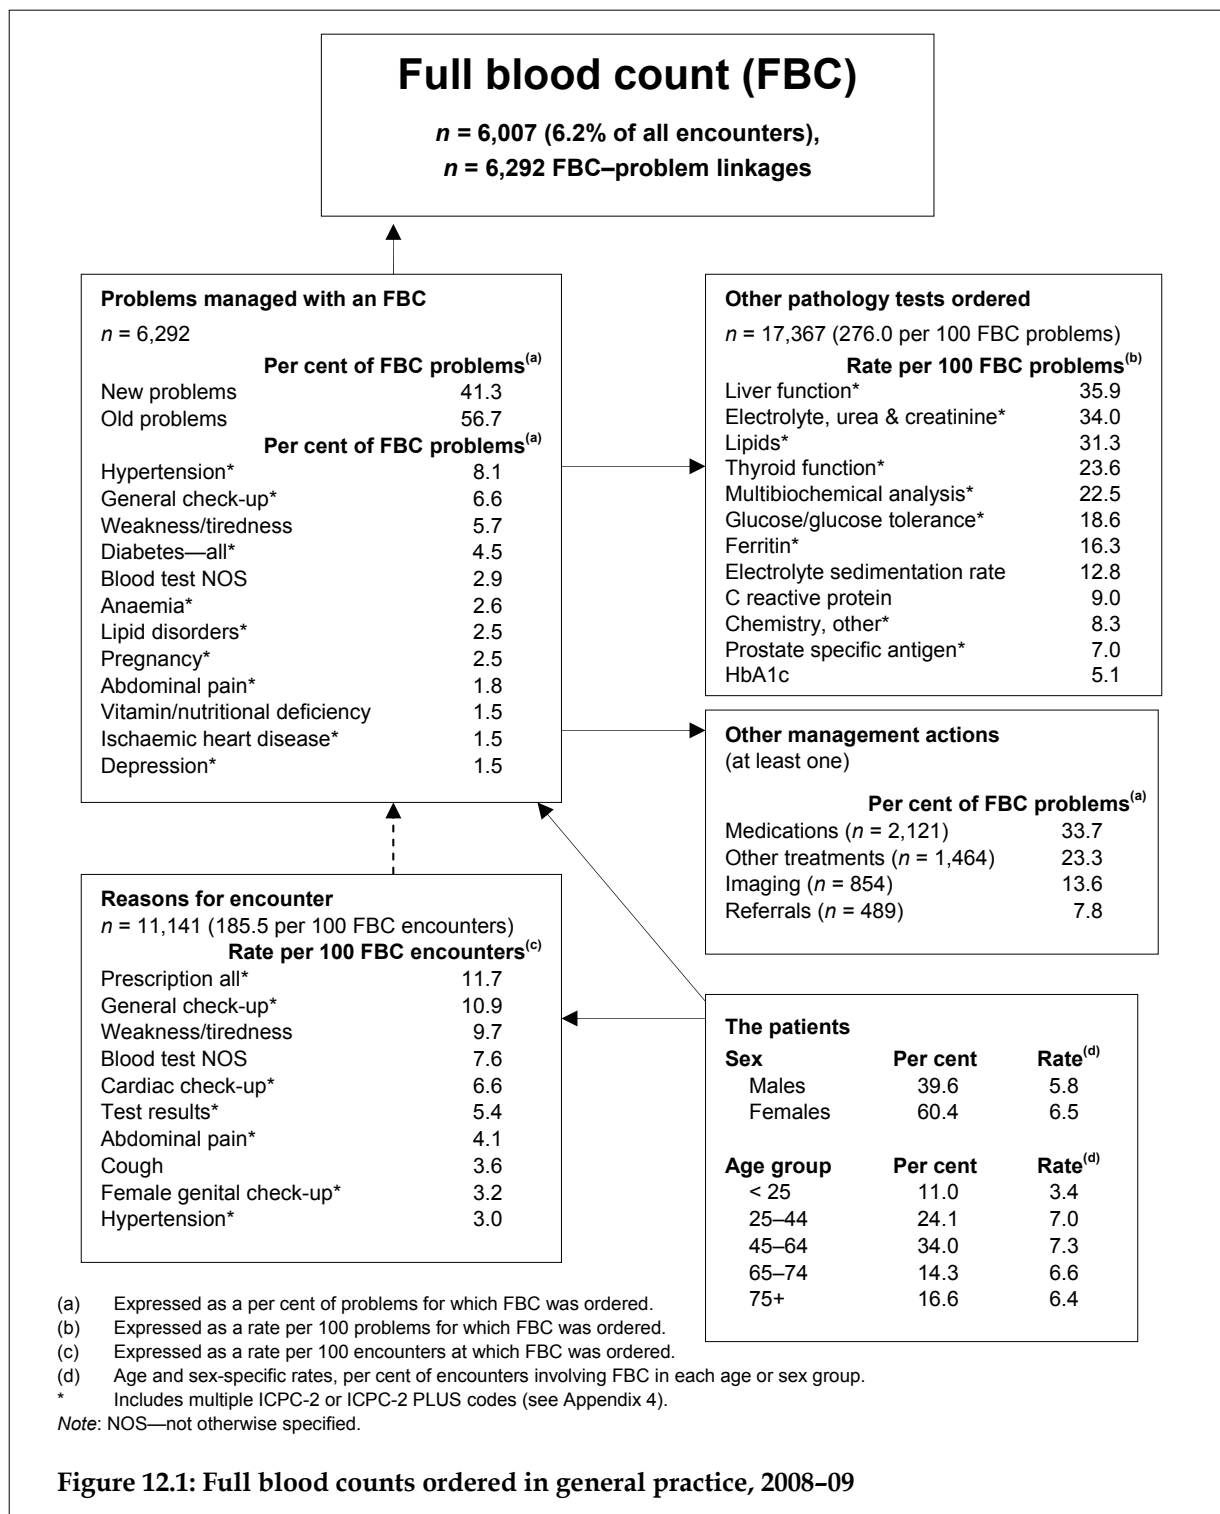 Full blood count (FBC)
n = 6,007 (6.2% of all encounters),
n = 6,292 FBC–problem linkages
Problems managed with an FBC
n = 6,292
Per cent of FBC problems(a)
New problems 41.3
Old problems 56.7
Per cent of FBC problems(a)
Hypertension* 8.1
General check-up* 6.6
Weakness/tiredness 5.7
Diabetes—all* 4.5
Blood test NOS 2.9
Anaemia* 2.6
Lipid disorders* 2.5
Pregnancy* 2.5
Abdominal pain* 1.8
Vitamin/nutritional deficiency 1.5
Ischaemic heart disease* 1.5
Depression* 1.5
Other pathology tests ordered
n = 17,367 (276.0 per 100 FBC problems)
Rate per 100 FBC problems(b)
Liver function* 35.9
Electrolyte, urea & creatinine* 34.0
Lipids* 31.3
Thyroid function* 23.6
Multibiochemical analysis* 22.5
Glucose/glucose tolerance* 18.6
Ferritin* 16.3
Electrolyte sedimentation rate 12.8
C reactive protein 9.0
Chemistry, other* 8.3
Prostate specific antigen* 7.0
HbA1c 5.1
Other management actions
(at least one)
Per cent of FBC problems(a)
Medications (n = 2,121) 33.7
Other treatments (n = 1,464) 23.3
Imaging (n = 854) 13.6
Referrals (n = 489) 7.8
Reasons for encounter
n = 11,141 (185.5 per 100 FBC encounters)
Rate per 100 FBC encounters(c)
Prescription all* 11.7
General check-up* 10.9
Weakness/tiredness 9.7
Blood test NOS 7.6
Cardiac check-up* 6.6
Test results* 5.4
Abdominal pain* 4.1
Cough 3.6
Female genital check-up* 3.2
Hypertension* 3.0
The patients
Sex Per cent Rate(d)
Males 39.6 5.8
Females 60.4 6.5
Age group Per cent Rate(d)
< 25 11.0 3.4
25–44 24.1 7.0
45–64 34.0 7.3
65–74 14.3 6.6
75+ 16.6 6.4
(a) Expressed as a per cent of problems for which FBC was ordered.
(b) Expressed as a rate per 100 problems for which FBC was ordered.
(c) Expressed as a rate per 100 encounters at which FBC was ordered.
(d) Age and sex-specific rates, per cent of encounters involving FBC in each age or sex group.
* Includes multiple ICPC-2 or ICPC-2 PLUS codes (see Appendix 4).
Note: NOS—not otherwise specified.
Figure 12.1: Full blood counts ordered in general practice, 2008–09